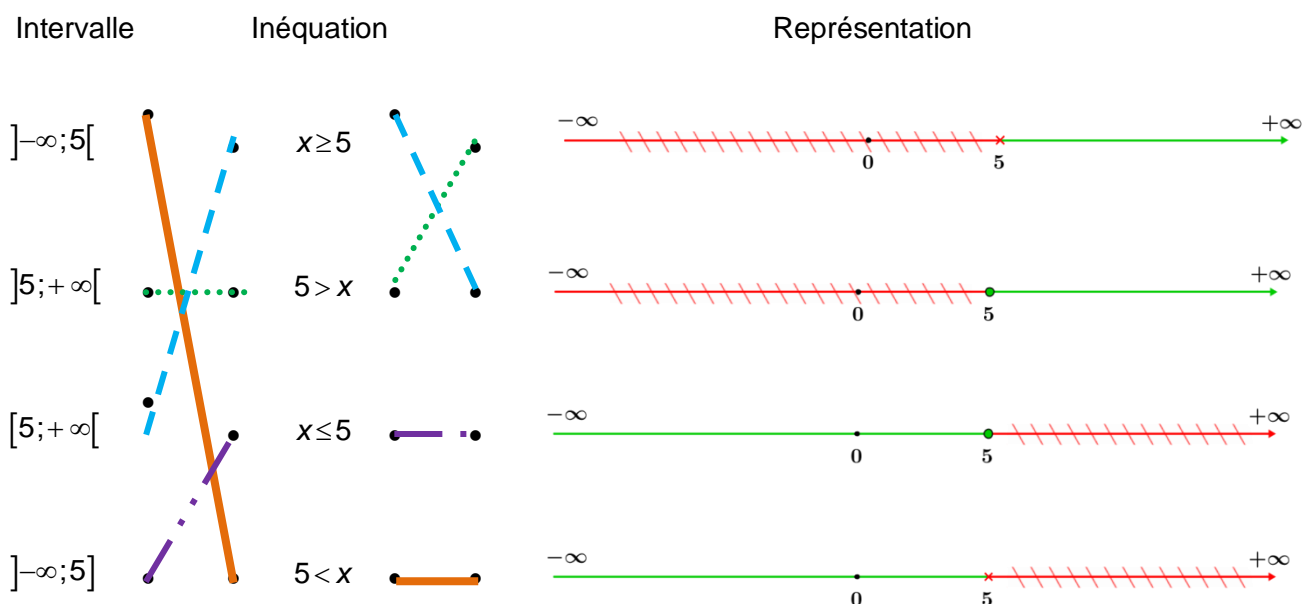 Intervalle Inéquation Représentation
]−∞;5[ x≥5 −∞ +∞
0 5
]5;+∞[ 5>x −∞ +∞
0 5
[5;+∞[ x≤5 −∞ +∞
0 5
]−∞;5] 5<x −∞ +∞
0 5